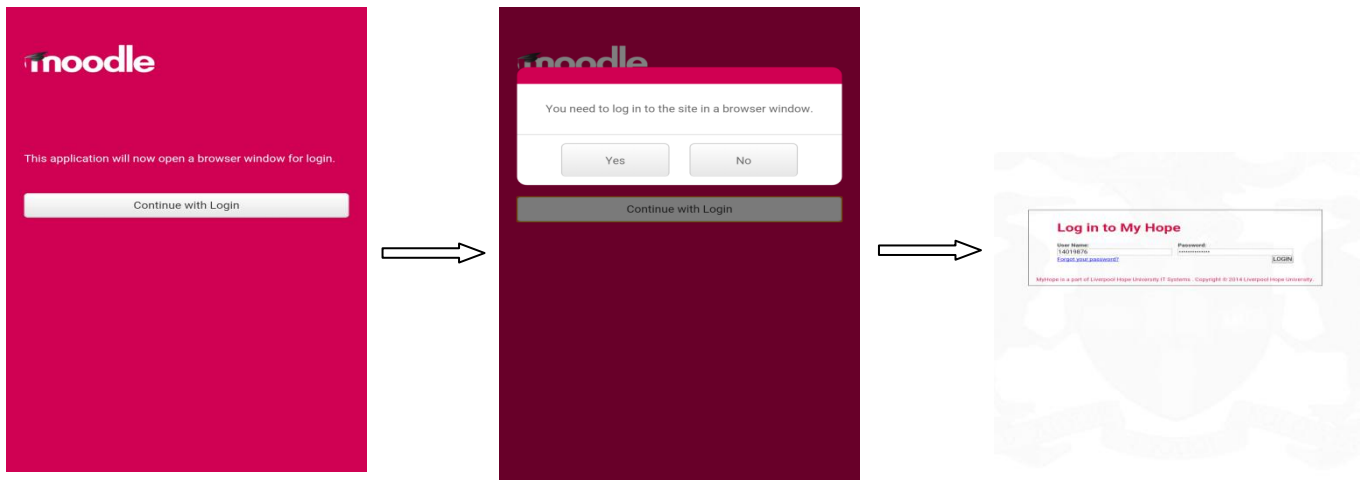 moodle
This application will now open a browser window for login.
Continue with Login
moodle
You need to log in to the site in a browser window.
Yes
No
Continue with Login
Log in to My Hope
User Name:
Password:
14019876
Forgot your password?
LOGIN
MyHope is a part of Liverpool Hope University IT Systems . Copyright © 2014 Liverpool Hope University.